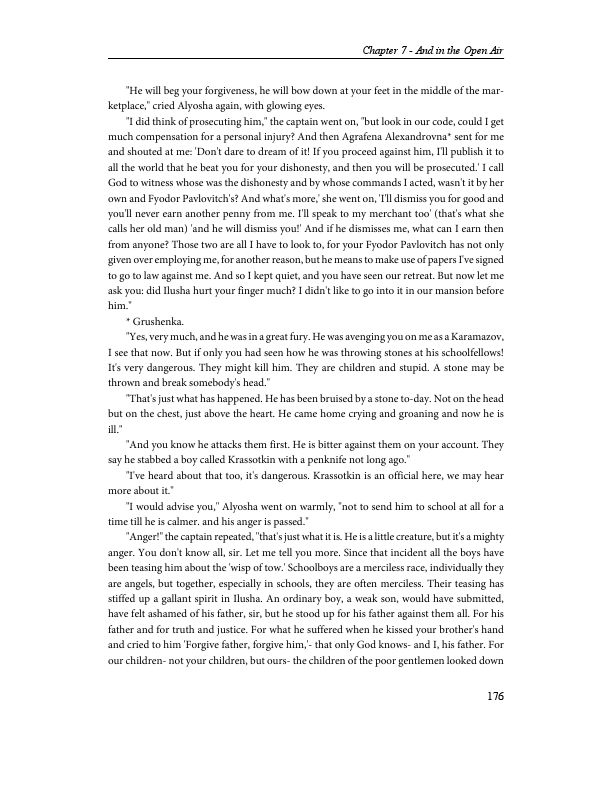 Chapter 7 - And in the Open Air
"He will beg your forgiveness, he will bow down at your feet in the middle of the mar-
ketplace," cried Alyosha again, with glowing eyes.
"I did think of prosecuting him," the captain went on, "but look in our code, could I get
much compensation for a personal injury? And then Agrafena Alexandrovna* sent for me
and shouted at me: 'Don't dare to dream of it! If you proceed against him, I'll publish it to
all the world that he beat you for your dishonesty, and then you will be prosecuted.' I call
God to witness whose was the dishonesty and by whose commands I acted, wasn't it by her
own and Fyodor Pavlovitch's? And what's more,' she went on, 'I'll dismiss you for good and
you'll never earn another penny from me. I'll speak to my merchant too' (that's what she
calls her old man) 'and he will dismiss you!' And if he dismisses me, what can I earn then
from anyone? Those two are all I have to look to, for your Fyodor Pavlovitch has not only
given over employing me, for another reason, but he means to make use of papers I've signed
to go to law against me. And so I kept quiet, and you have seen our retreat. But now let me
ask you: did Ilusha hurt your finger much? I didn't like to go into it in our mansion before
him."
* Grushenka.
"Yes, very much, and he was in a great fury. He was avenging you on me as a Karamazov,
I see that now. But if only you had seen how he was throwing stones at his schoolfellows!
It's very dangerous. They might kill him. They are children and stupid. A stone may be
thrown and break somebody's head."
"That's just what has happened. He has been bruised by a stone to-day. Not on the head
but on the chest, just above the heart. He came home crying and groaning and now he is
ill."
"And you know he attacks them first. He is bitter against them on your account. They
say he stabbed a boy called Krassotkin with a penknife not long ago."
"I've heard about that too, it's dangerous. Krassotkin is an official here, we may hear
more about it."
"I would advise you," Alyosha went on warmly, "not to send him to school at all for a
time till he is calmer. and his anger is passed."
"Anger!" the captain repeated, "that's just what it is. He is a little creature, but it's a mighty
anger. You don't know all, sir. Let me tell you more. Since that incident all the boys have
been teasing him about the 'wisp of tow.' Schoolboys are a merciless race, individually they
are angels, but together, especially in schools, they are often merciless. Their teasing has
stiffed up a gallant spirit in Ilusha. An ordinary boy, a weak son, would have submitted,
have felt ashamed of his father, sir, but he stood up for his father against them all. For his
father and for truth and justice. For what he suffered when he kissed your brother's hand
and cried to him 'Forgive father, forgive him,'- that only God knows- and I, his father. For
our children- not your children, but ours- the children of the poor gentlemen looked down
176